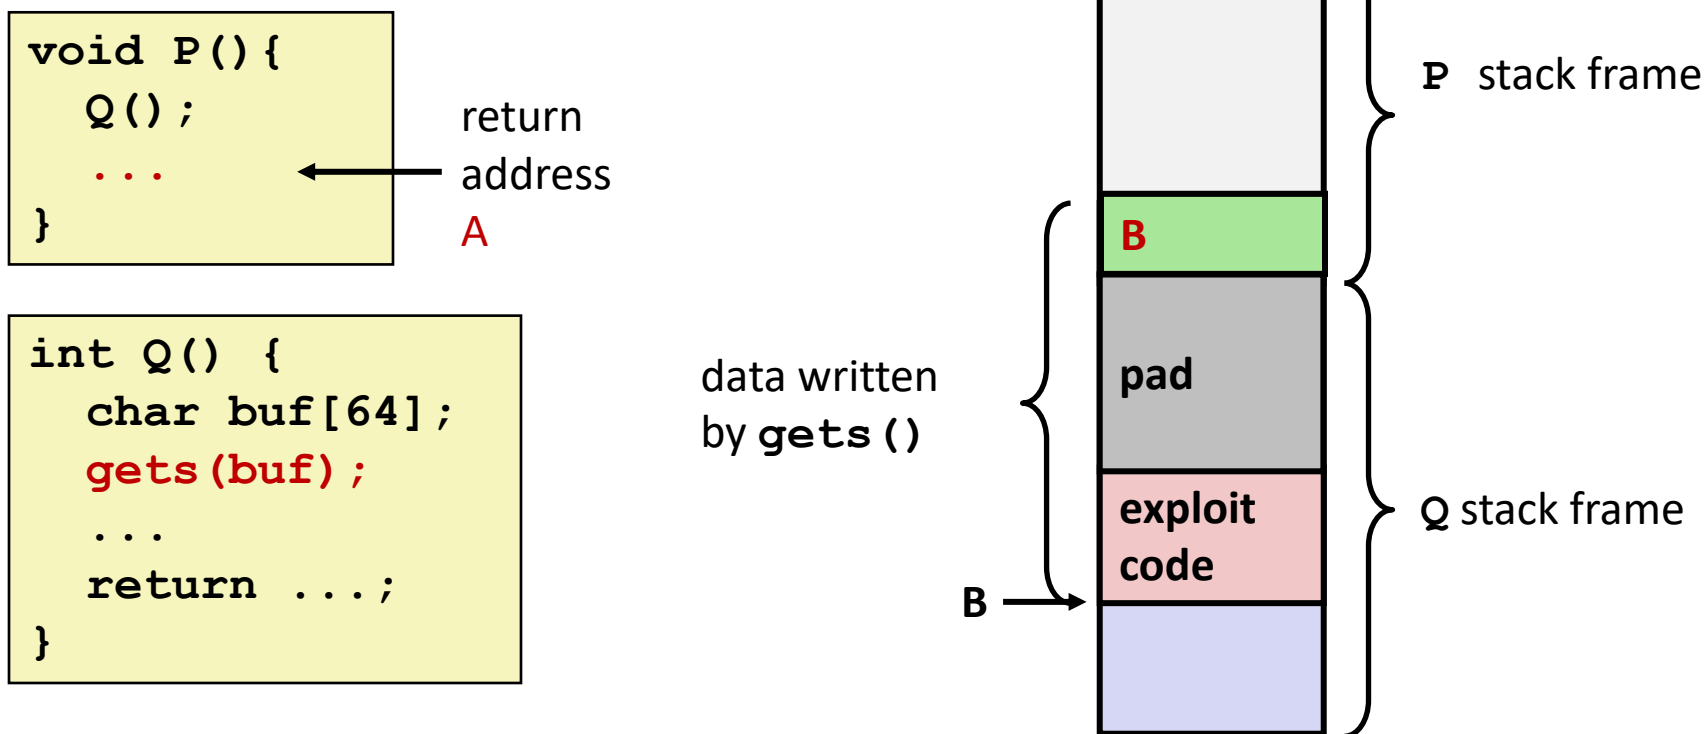 void P(){
  Q();
  ...
}
return
address
A
int Q() {
  char buf[64];
  gets(buf);
  ...
  return ...;
}
data written
by gets()
B
B
pad
exploit
code
P stack frame
Q stack frame